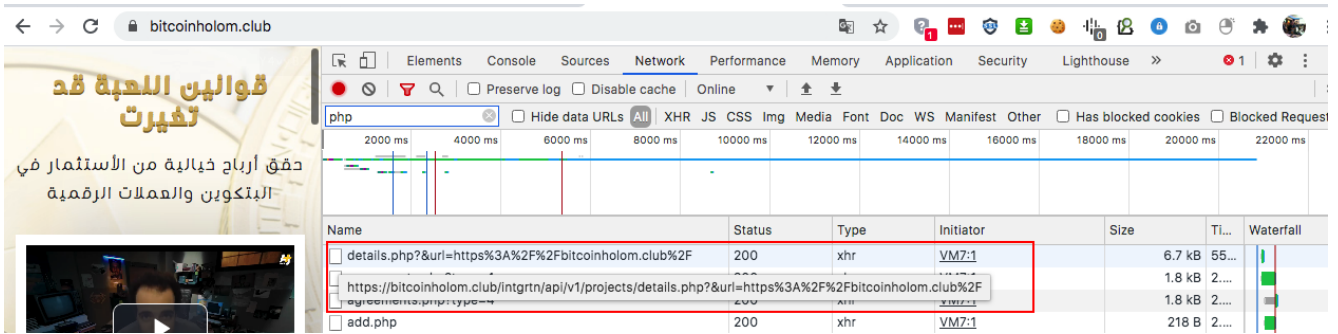 bitcoinholom.club
1
0
قوانين اللعبة قد
تغيرت
حقق أرباح خيالية من الأستثمار في
البتكوين والعملات الرقمية
Elements Console Sources Network Performance Memory Application Security Lighthouse » 1
Preserve log Disable cache Online
php Hide data URLs All XHR JS CSS Img Media Font Doc WS Manifest Other Has blocked cookies Blocked Request
2000 ms 4000 ms 6000 ms 8000 ms 10000 ms 12000 ms 14000 ms 16000 ms 18000 ms 20000 ms 22000 ms
Name Status Type Initiator Size Ti... Waterfall
details.php?&url=https%3A%2F%2Fbitcoinholom.club%2F 200 xhr VM7:1 6.7 kB 55...
1.8 kB 2....
https://bitcoinholom.club/intgrtn/api/v1/projects/details.php?&url=https%3A%2F%2Fbitcoinholom.club%2F
agreements.php?type=4 200 xhr VM7:1 1.8 kB 2....
add.php 200 xhr VM7:1 218 B 2....